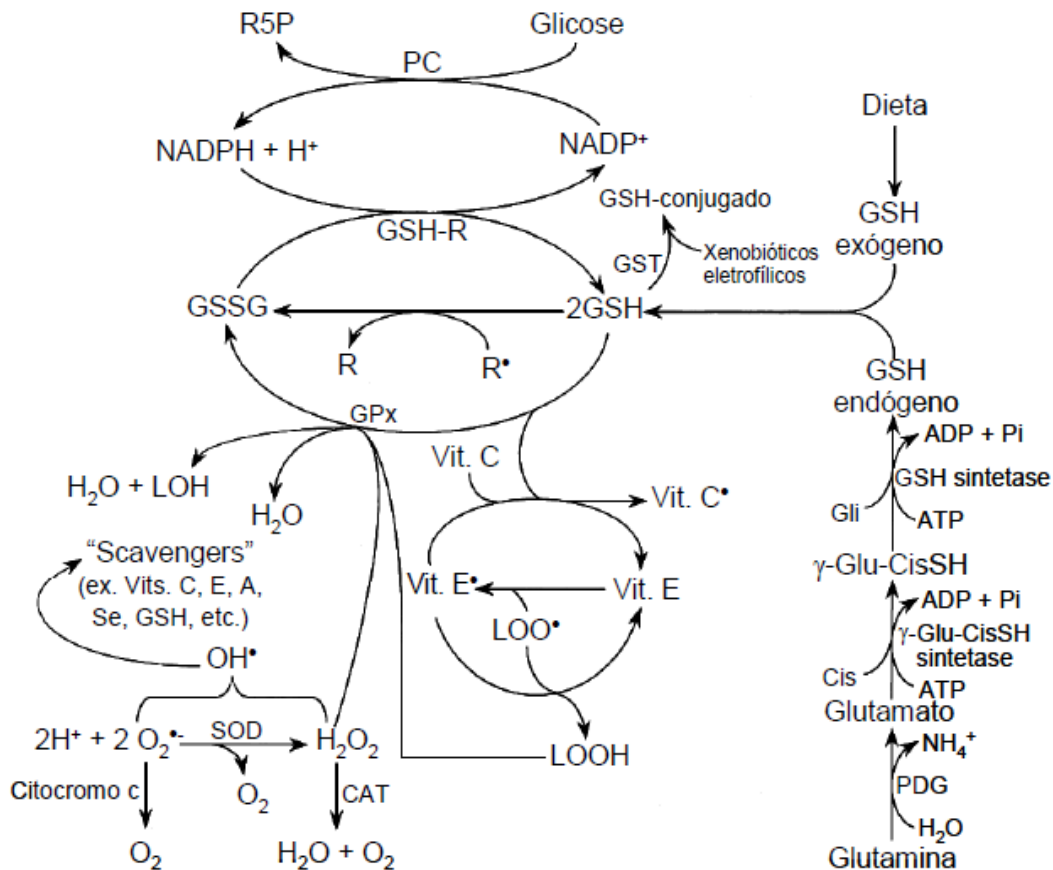 R5P
Glicose
PC
NADPH + H⁺
NADP⁺
Dieta
GSH-conjugado
GSH
exógeno
GSH-R
GST
Xenobióticos
eletrofílicos
GSSG
2GSH
R
R•
GSH
endógeno
GPx
ADP + Pi
Vit. C
H₂O + LOH
Vit. C•
GSH sintetase
H₂O
Gli
ATP
“Scavengers”
(ex. Vits. C, E, A,
Se, GSH, etc.)
γ-Glu-CisSH
Vit. E•
Vit. E
ADP + Pi
LOO•
γ-Glu-CisSH
sintetase
OH•
Cis
ATP
Glutamato
2H⁺ + 2 O₂•-
SOD
H₂O₂
LOOH
NH₄⁺
Citocromo c
O₂
CAT
PDG
H₂O
O₂
H₂O + O₂
Glutamina